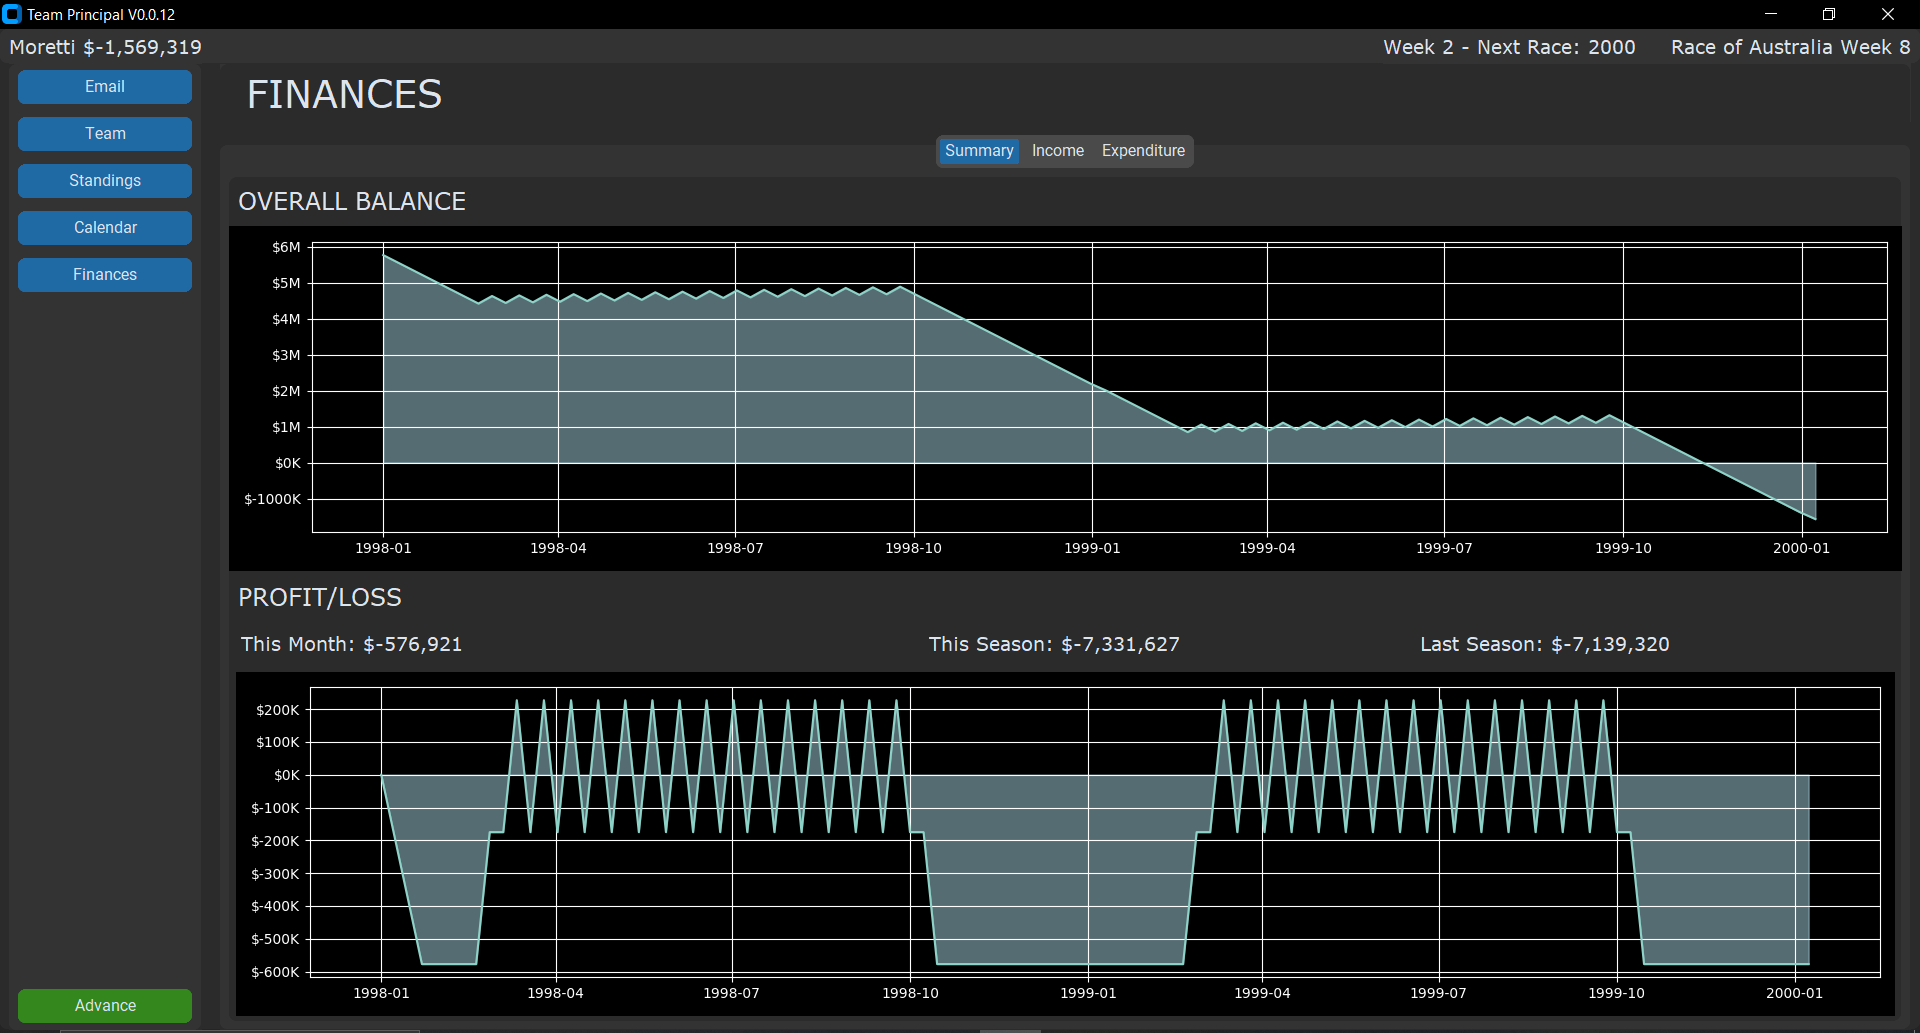 Team Principal V0.0.12
Moretti $-1,569,319
Week 2 - Next Race: 2000 Race of Australia Week 8
Email
Team
Standings
Calendar
Finances
Advance
FINANCES
Summary Income Expenditure
OVERALL BALANCE
$6M
$5M
$4M
$3M
$2M
$1M
$0K
$-1000K
1998-01 1998-04 1998-07 1998-10 1999-01 1999-04 1999-07 1999-10 2000-01
PROFIT/LOSS
This Month: $-576,921 This Season: $-7,331,627 Last Season: $-7,139,320
$200K
$100K
$0K
$-100K
$-200K
$-300K
$-400K
$-500K
$-600K
1998-01 1998-04 1998-07 1998-10 1999-01 1999-04 1999-07 1999-10 2000-01